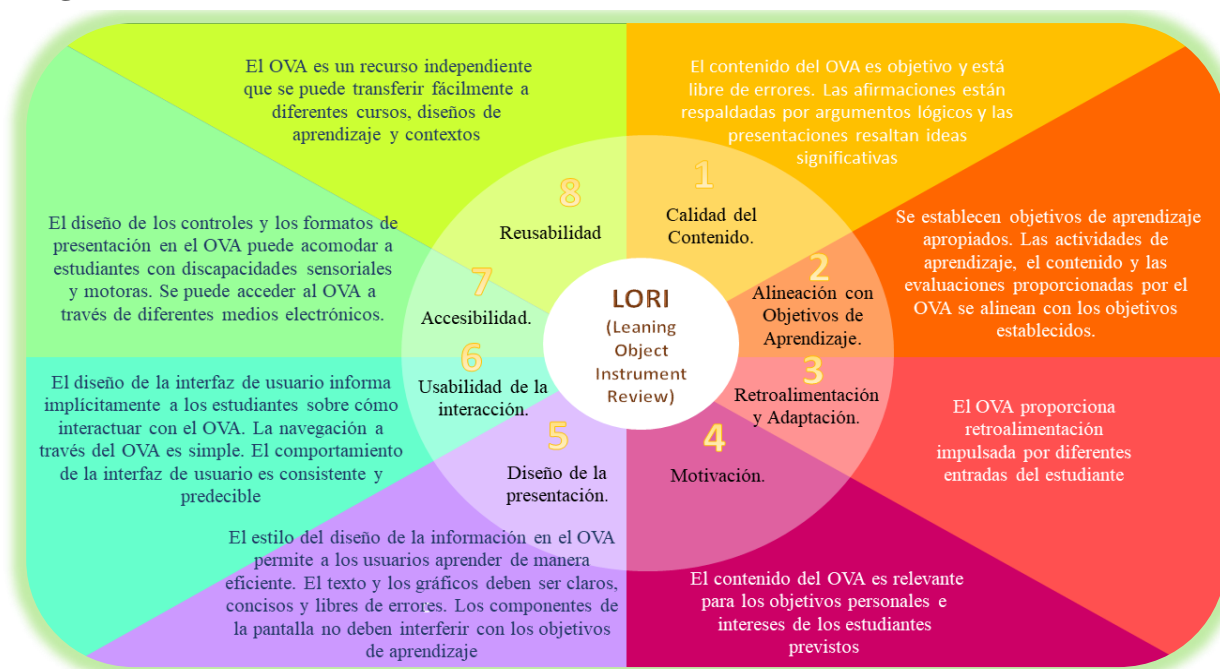 LORI
(Leaning
Object
Instrument
Review)
1
Calidad del
Contenido.
El contenido del OVA es objetivo y está
libre de errores. Las afirmaciones están
respaldadas por argumentos lógicos y las
presentaciones resaltan ideas
significativas
2
Alineación con
Objetivos de
Aprendizaje.
Se establecen objetivos de aprendizaje
apropiados. Las actividades de
aprendizaje, el contenido y las
evaluaciones proporcionadas por el
OVA se alinean con los objetivos
establecidos.
3
Retroalimentación
y Adaptación.
El OVA proporciona
retroalimentación
impulsada por diferentes
entradas del estudiante
4
Motivación.
El contenido del OVA es relevante
para los objetivos personales e
intereses de los estudiantes
previstos
5
Diseño de la
presentación.
El estilo del diseño de la información en el OVA
permite a los usuarios aprender de manera
eficiente. El texto y los gráficos deben ser claros,
concisos y libres de errores. Los componentes de
la pantalla no deben interferir con los objetivos
de aprendizaje
6
Usabilidad de la
interacción.
El diseño de la interfaz de usuario informa
implícitamente a los estudiantes sobre cómo
interactuar con el OVA. La navegación a
través del OVA es simple. El comportamiento
de la interfaz de usuario es consistente y
predecible
7
Accesibilidad.
El diseño de los controles y los formatos de
presentación en el OVA puede acomodar a
estudiantes con discapacidades sensoriales
y motoras. Se puede acceder al OVA a
través de diferentes medios electrónicos.
8
Reusabilidad
El OVA es un recurso independiente
que se puede transferir fácilmente a
diferentes cursos, diseños de
aprendizaje y contextos